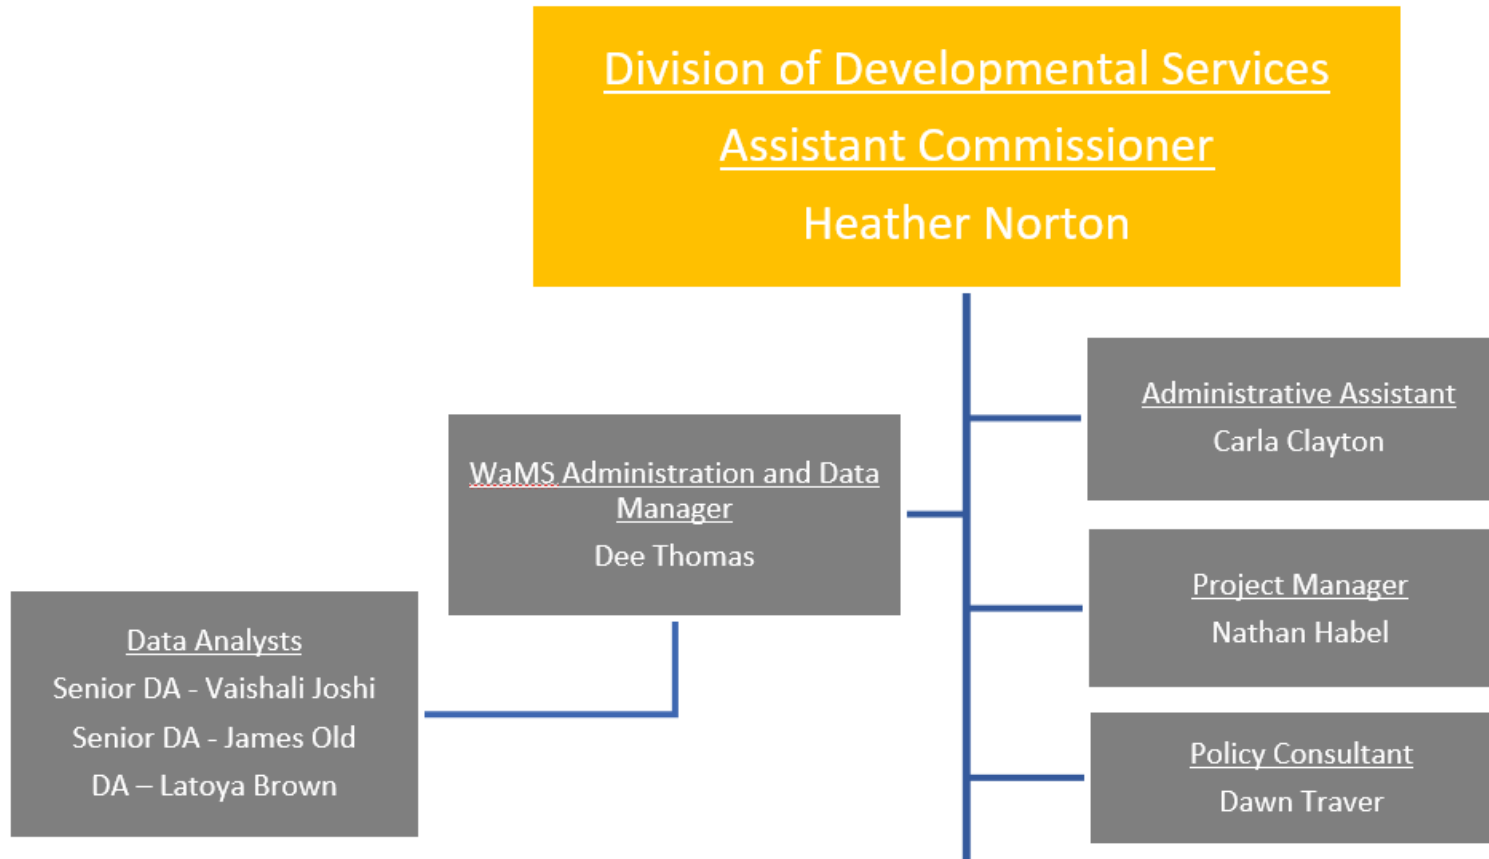 Division of Developmental Services
Assistant Commissioner
Heather Norton
Administrative Assistant
Carla Clayton
WaMS Administration and Data
Manager
Dee Thomas
Project Manager
Nathan Habel
Data Analysts
Senior DA - Vaishali Joshi
Senior DA - James Old
DA – Latoya Brown
Policy Consultant
Dawn Traver